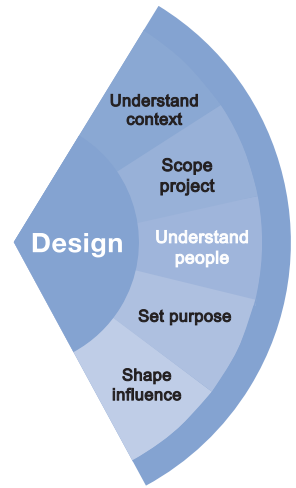 Understand
context
Scope
project
Design
Understand
people
Set purpose
Shape
influence